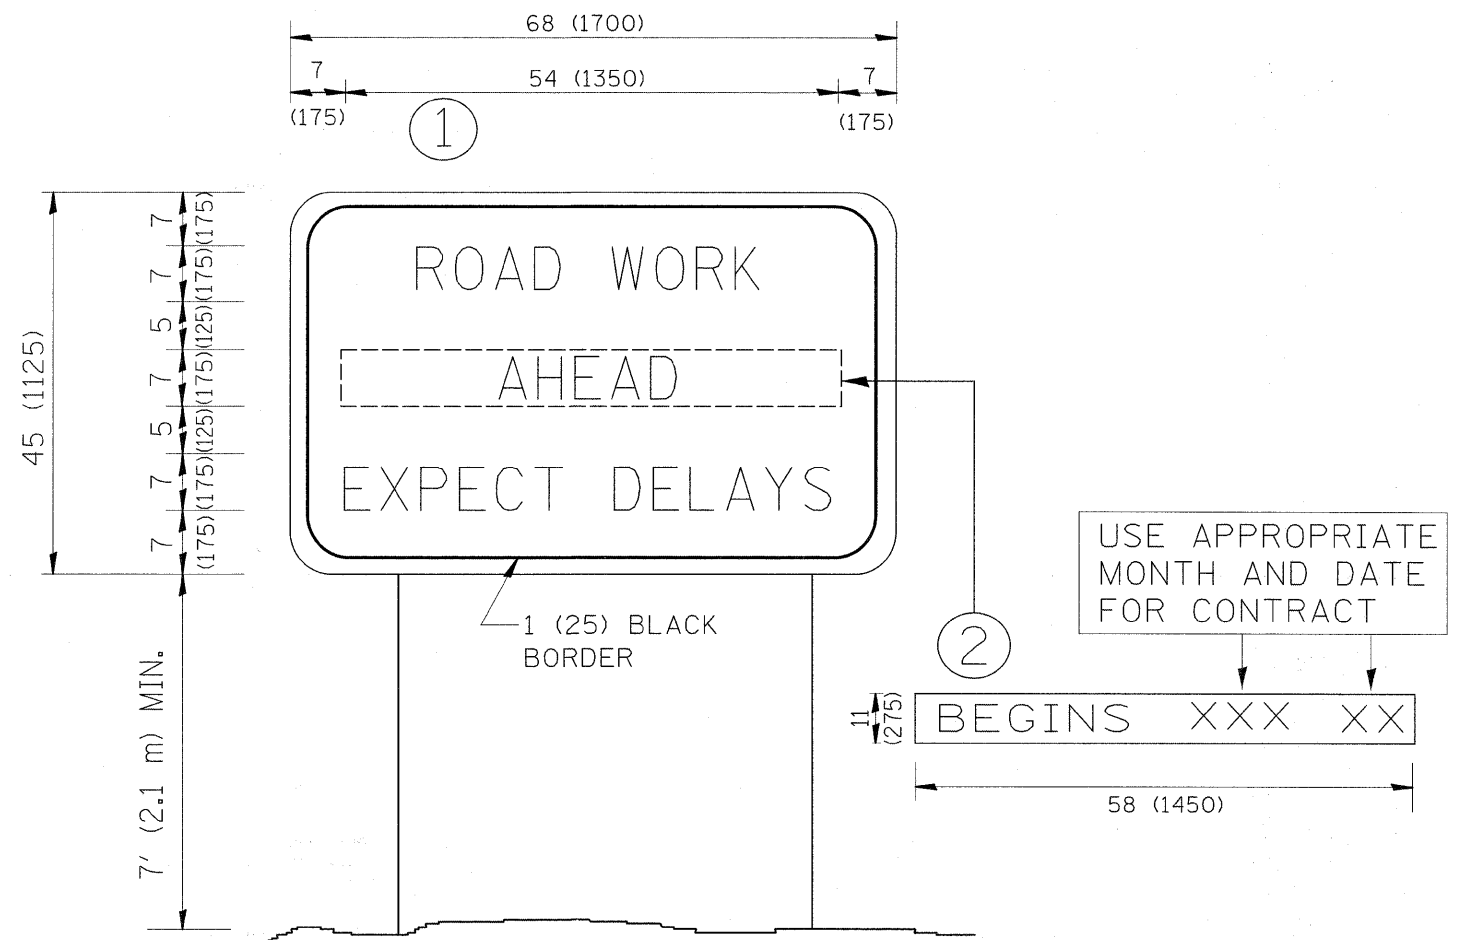 68 (1700)
7 54 (1350) 7
(175) (175)
1
45 (1125)
7 (175)
7 (175)
5 (125)
7 (175)
5 (125)
7 (175)
7 (175)
ROAD WORK
AHEAD
EXPECT DELAYS
1 (25) BLACK
BORDER
7' (2.1 m) MIN.
2
USE APPROPRIATE
MONTH AND DATE
FOR CONTRACT
11
(275)
BEGINS XXX XX
58 (1450)